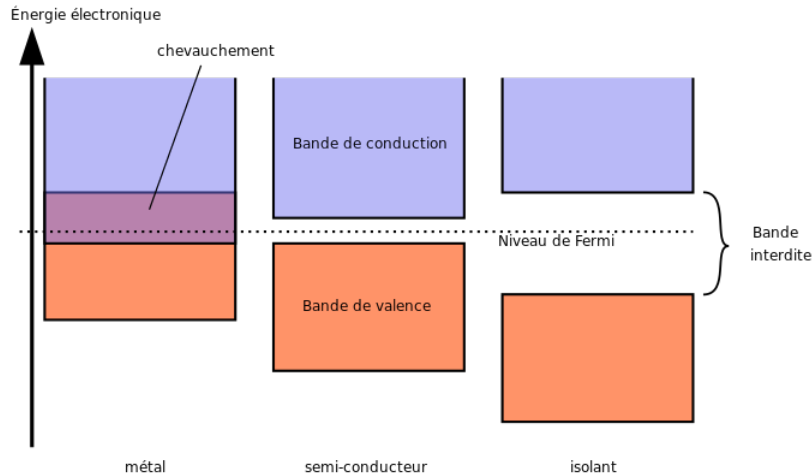 Énergie électronique
chevauchement
Bande de conduction
Niveau de Fermi
Bande
interdite
Bande de valence
métal
semi-conducteur
isolant